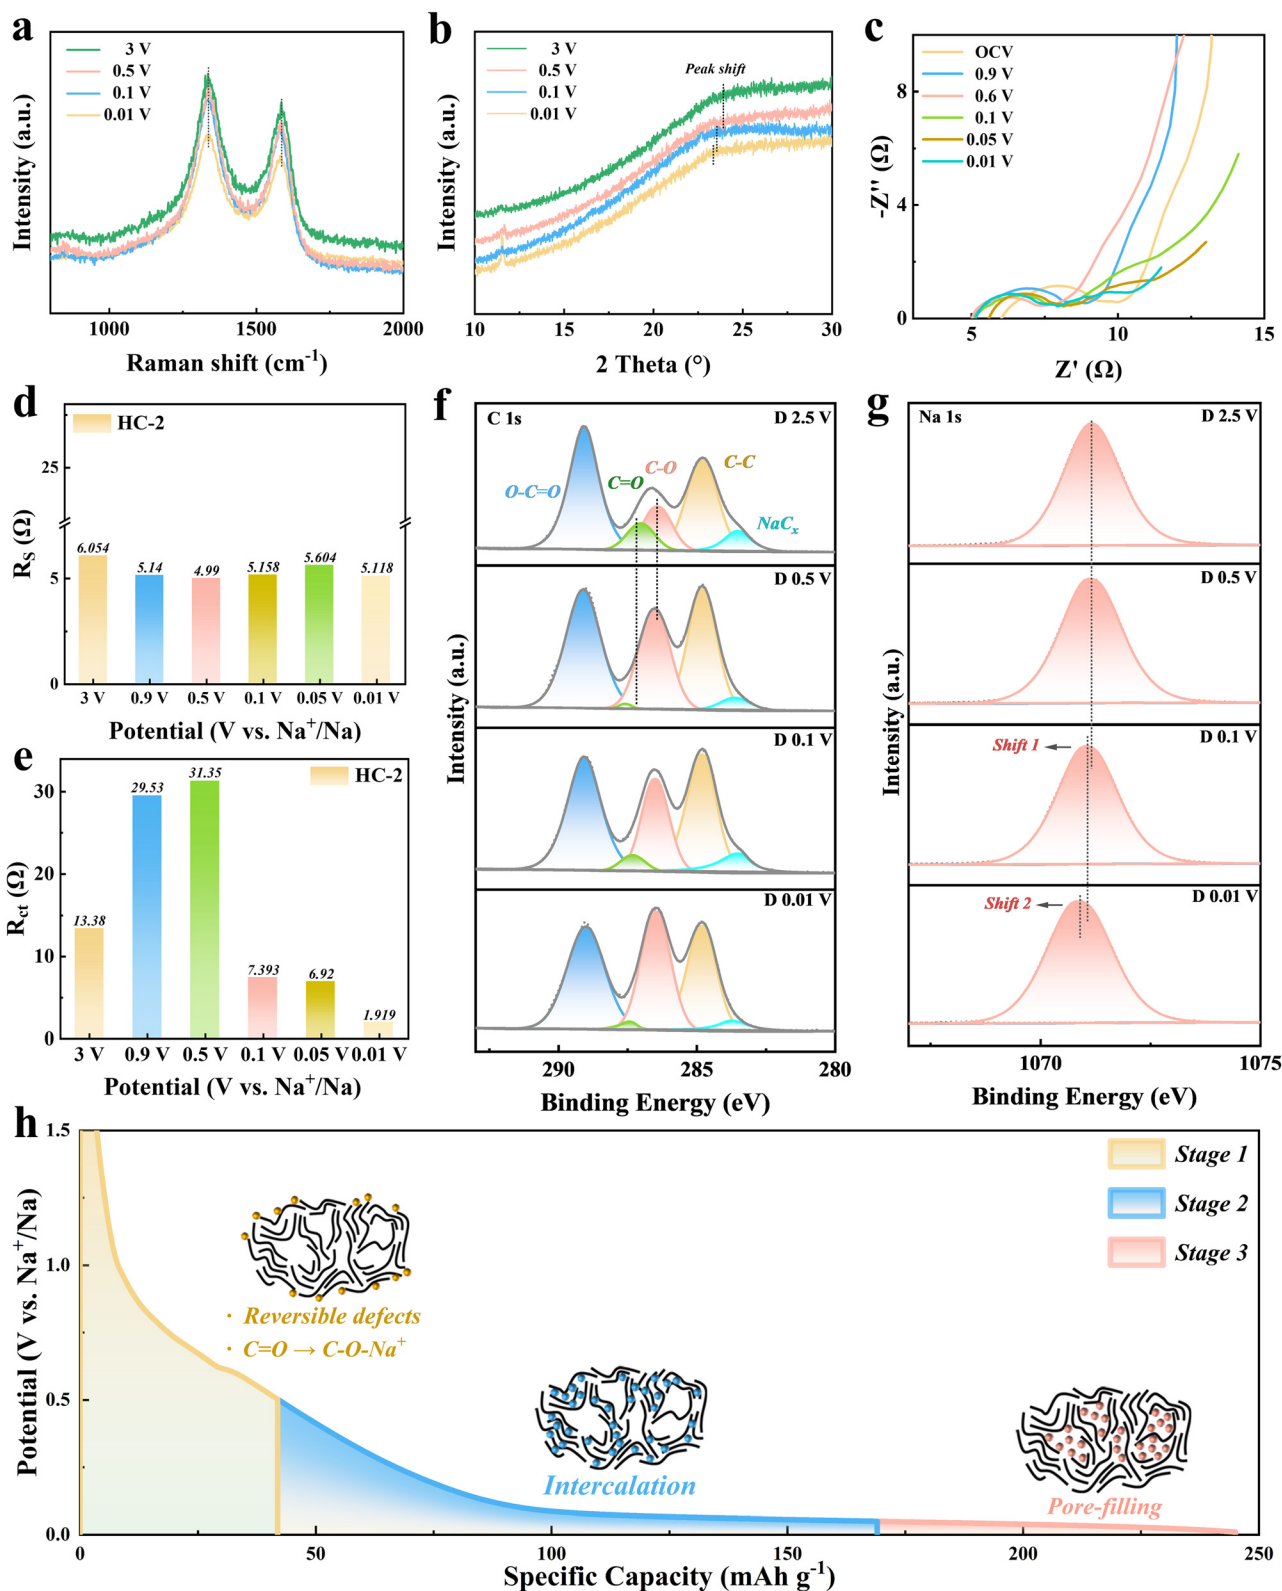 a
3 V
0.5 V
0.1 V
0.01 V
Intensity (a.u.)
1000
1500
2000
Raman shift (cm⁻¹)
b
3 V
0.5 V
0.1 V
0.01 V
Peak shift
Intensity (a.u.)
10
15
20
25
30
2 Theta (°)
c
OCV
0.9 V
0.6 V
0.1 V
0.05 V
0.01 V
-Z'' (Ω)
8
4
0
5
10
15
Z' (Ω)
d
HC-2
R_S (Ω)
25
5
0
6.054
5.14
4.99
5.158
5.604
5.118
3 V
0.9 V
0.5 V
0.1 V
0.05 V
0.01 V
Potential (V vs. Na⁺/Na)
e
HC-2
R_ct (Ω)
30
20
10
0
13.38
29.53
31.35
7.393
6.92
1.919
3 V
0.9 V
0.5 V
0.1 V
0.05 V
0.01 V
Potential (V vs. Na⁺/Na)
f
C 1s
D 2.5 V
O-C=O
C=O
C-O
C-C
NaCₓ
D 0.5 V
D 0.1 V
D 0.01 V
Intensity (a.u.)
290
285
280
Binding Energy (eV)
g
Na 1s
D 2.5 V
D 0.5 V
D 0.1 V
Shift 1
D 0.01 V
Shift 2
Intensity (a.u.)
1070
1075
Binding Energy (eV)
h
Potential (V vs. Na⁺/Na)
1.5
1.0
0.5
0.0
Stage 1
Stage 2
Stage 3
· Reversible defects
· C=O → C-O-Na⁺
Intercalation
Pore-filling
0
50
100
150
200
250
Specific Capacity (mAh g⁻¹)